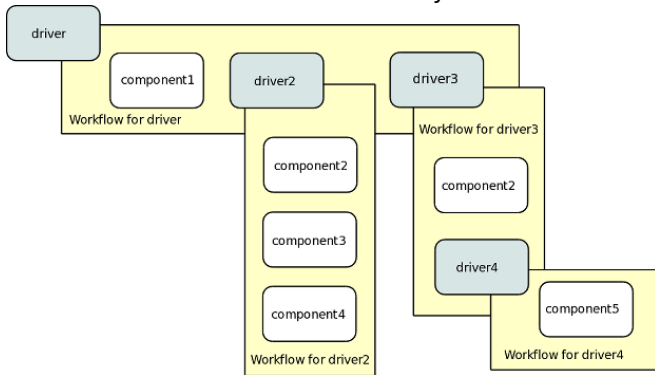 driver
component1
driver2
driver3
Workflow for driver
Workflow for driver3
component2
component2
component3
driver4
component4
component5
Workflow for driver2
Workflow for driver4